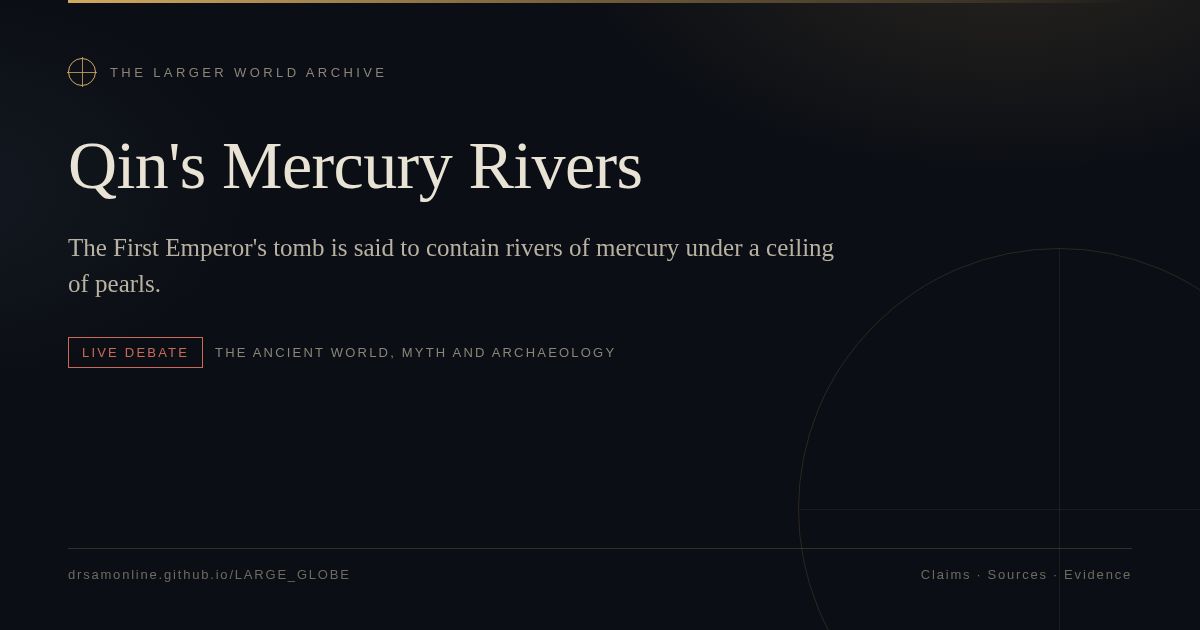 THE LARGER WORLD ARCHIVE
Qin's Mercury Rivers
The First Emperor's tomb is said to contain rivers of mercury under a ceiling
of pearls.
LIVE DEBATE THE ANCIENT WORLD, MYTH AND ARCHAEOLOGY
drsamonline.github.io/LARGE_GLOBE Claims · Sources · Evidence